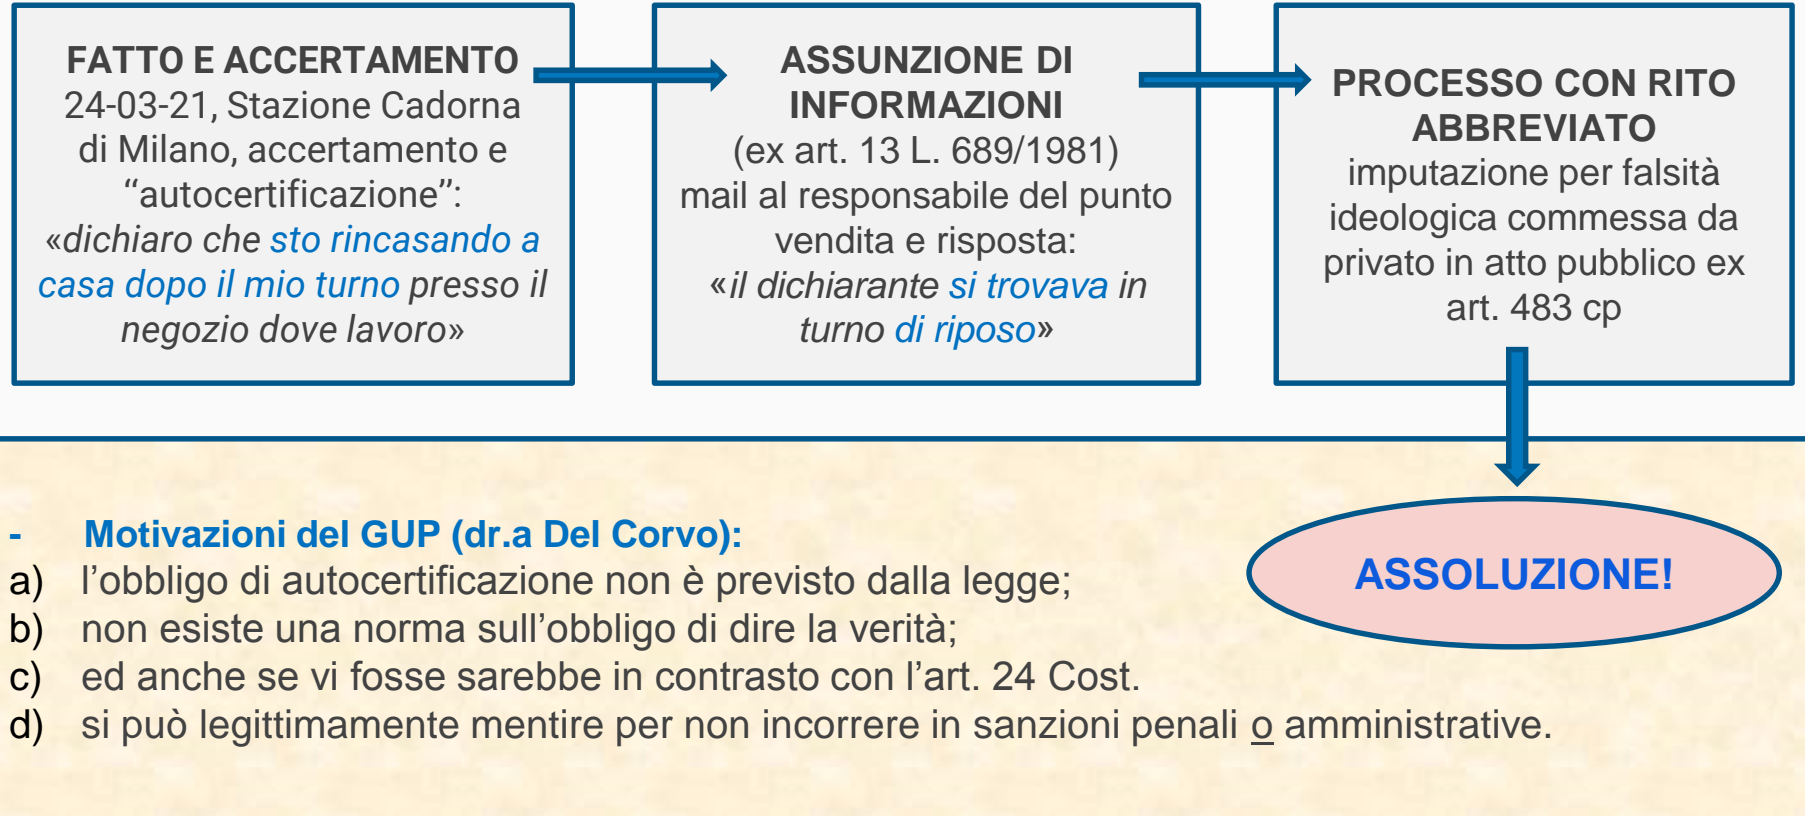 FATTO E ACCERTAMENTO
24-03-21, Stazione Cadorna
di Milano, accertamento e
“autocertificazione”:
«dichiaro che sto rincasando a
casa dopo il mio turno presso il
negozio dove lavoro»
ASSUNZIONE DI
INFORMAZIONI
(ex art. 13 L. 689/1981)
mail al responsabile del punto
vendita e risposta:
«il dichiarante si trovava in
turno di riposo»
PROCESSO CON RITO
ABBREVIATO
imputazione per falsità
ideologica commessa da
privato in atto pubblico ex
art. 483 cp
ASSOLUZIONE!
- Motivazioni del GUP (dr.a Del Corvo):
a) l’obbligo di autocertificazione non è previsto dalla legge;
b) non esiste una norma sull’obbligo di dire la verità;
c) ed anche se vi fosse sarebbe in contrasto con l’art. 24 Cost.
d) si può legittimamente mentire per non incorrere in sanzioni penali o amministrative.